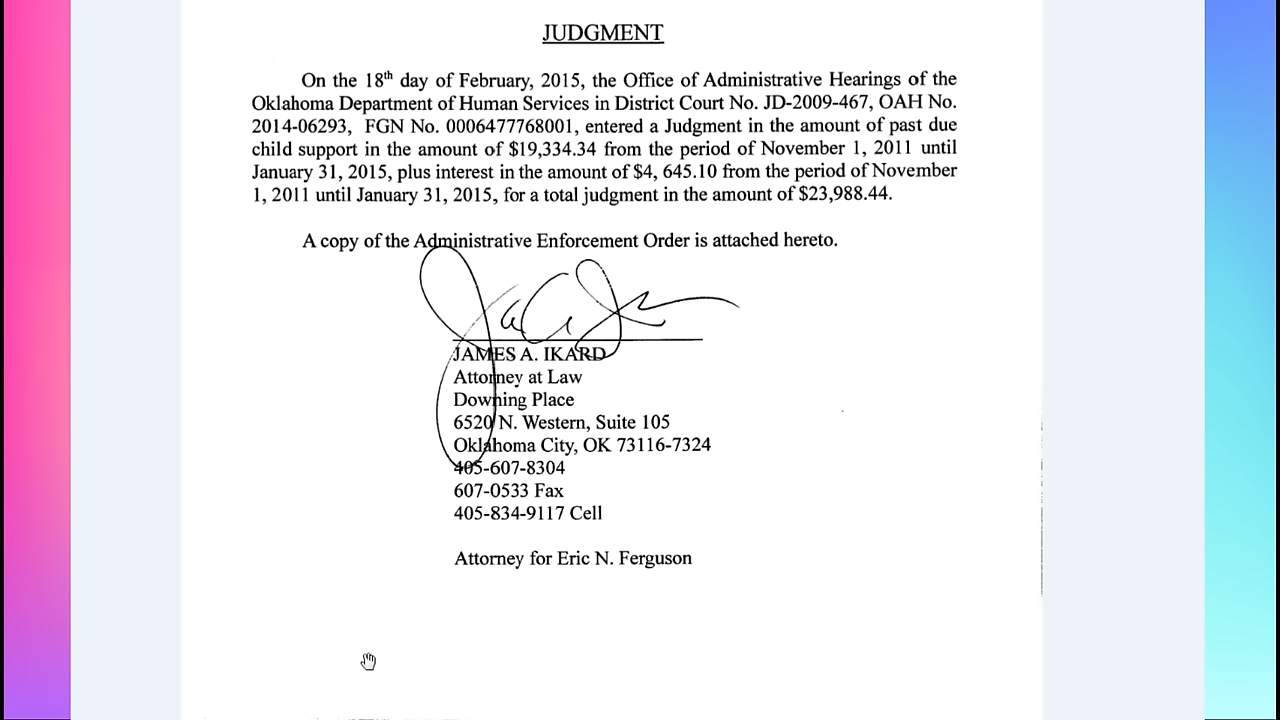 JUDGMENT
On the 18th day of February, 2015, the Office of Administrative Hearings of the
Oklahoma Department of Human Services in District Court No. JD-2009-467, OAH No.
2014-06293, FGN No. 0006477768001, entered a Judgment in the amount of past due
child support in the amount of $19,334.34 from the period of November 1, 2011 until
January 31, 2015, plus interest in the amount of $4, 645.10 from the period of November
1, 2011 until January 31, 2015, for a total judgment in the amount of $23,988.44.
A copy of the Administrative Enforcement Order is attached hereto.
JAMES A. IKARD
Attorney at Law
Downing Place
6520 N. Western, Suite 105
Oklahoma City, OK 73116-7324
405-607-8304
607-0533 Fax
405-834-9117 Cell
Attorney for Eric N. Ferguson